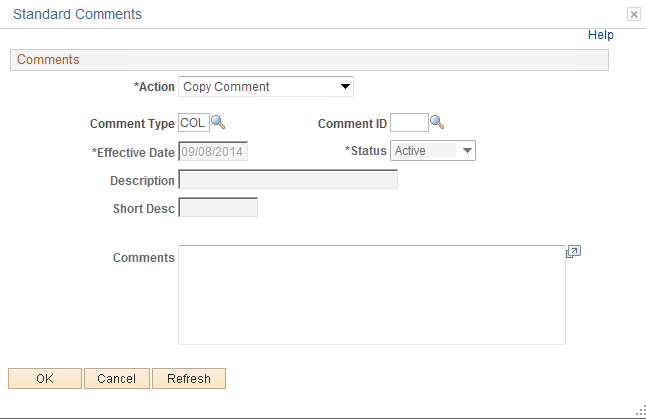 Standard Comments
Help
Comments
*Action Copy Comment
Comment Type COL Comment ID
*Effective Date 09/08/2014 *Status Active
Description
Short Desc
Comments
OK Cancel Refresh